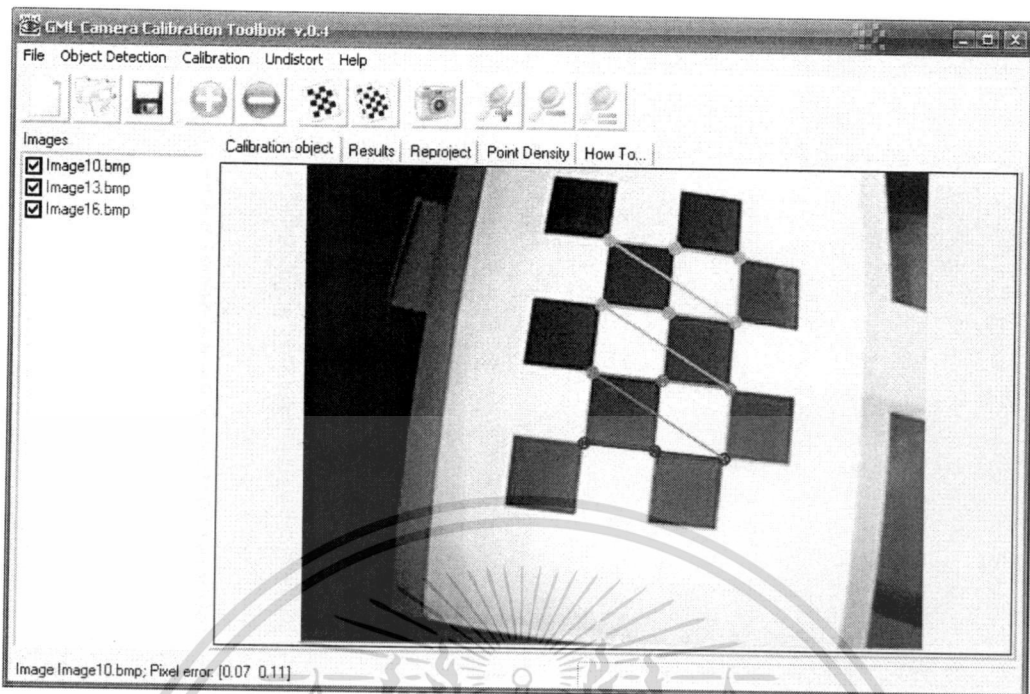 GML Camera Calibration Toolbox v.0.4
File Object Detection Calibration Undistort Help
Images
Calibration object Results Reproject Point Density How To...
Image10.bmp
Image13.bmp
Image16.bmp
Image Image10.bmp; Pixel error: [0.07 0.11]